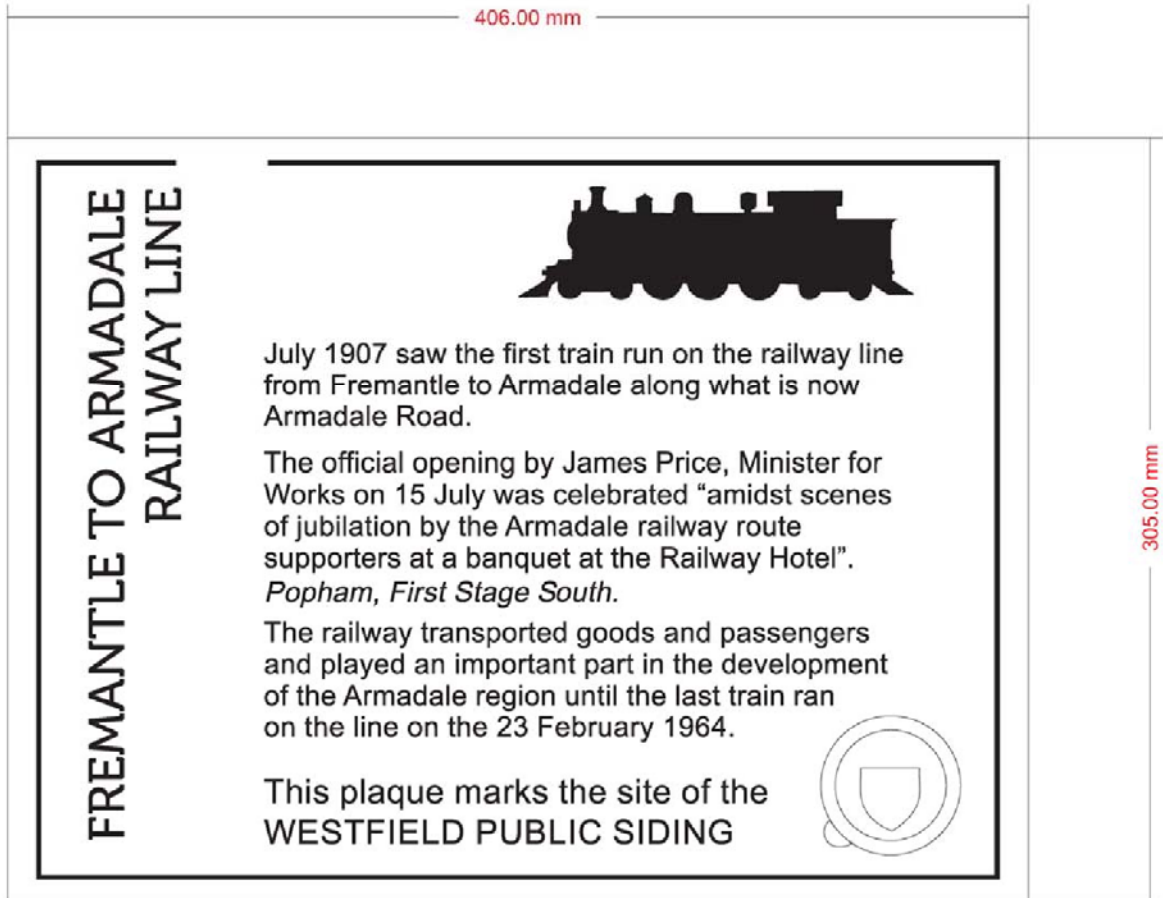 406.00 mm
FREMANTLE TO ARMADALE
RAILWAY LINE
July 1907 saw the first train run on the railway line
from Fremantle to Armadale along what is now
Armadale Road.
The official opening by James Price, Minister for
Works on 15 July was celebrated “amidst scenes
of jubilation by the Armadale railway route
supporters at a banquet at the Railway Hotel”.
Popham, First Stage South.
The railway transported goods and passengers
and played an important part in the development
of the Armadale region until the last train ran
on the line on the 23 February 1964.
This plaque marks the site of the
WESTFIELD PUBLIC SIDING
305.00 mm